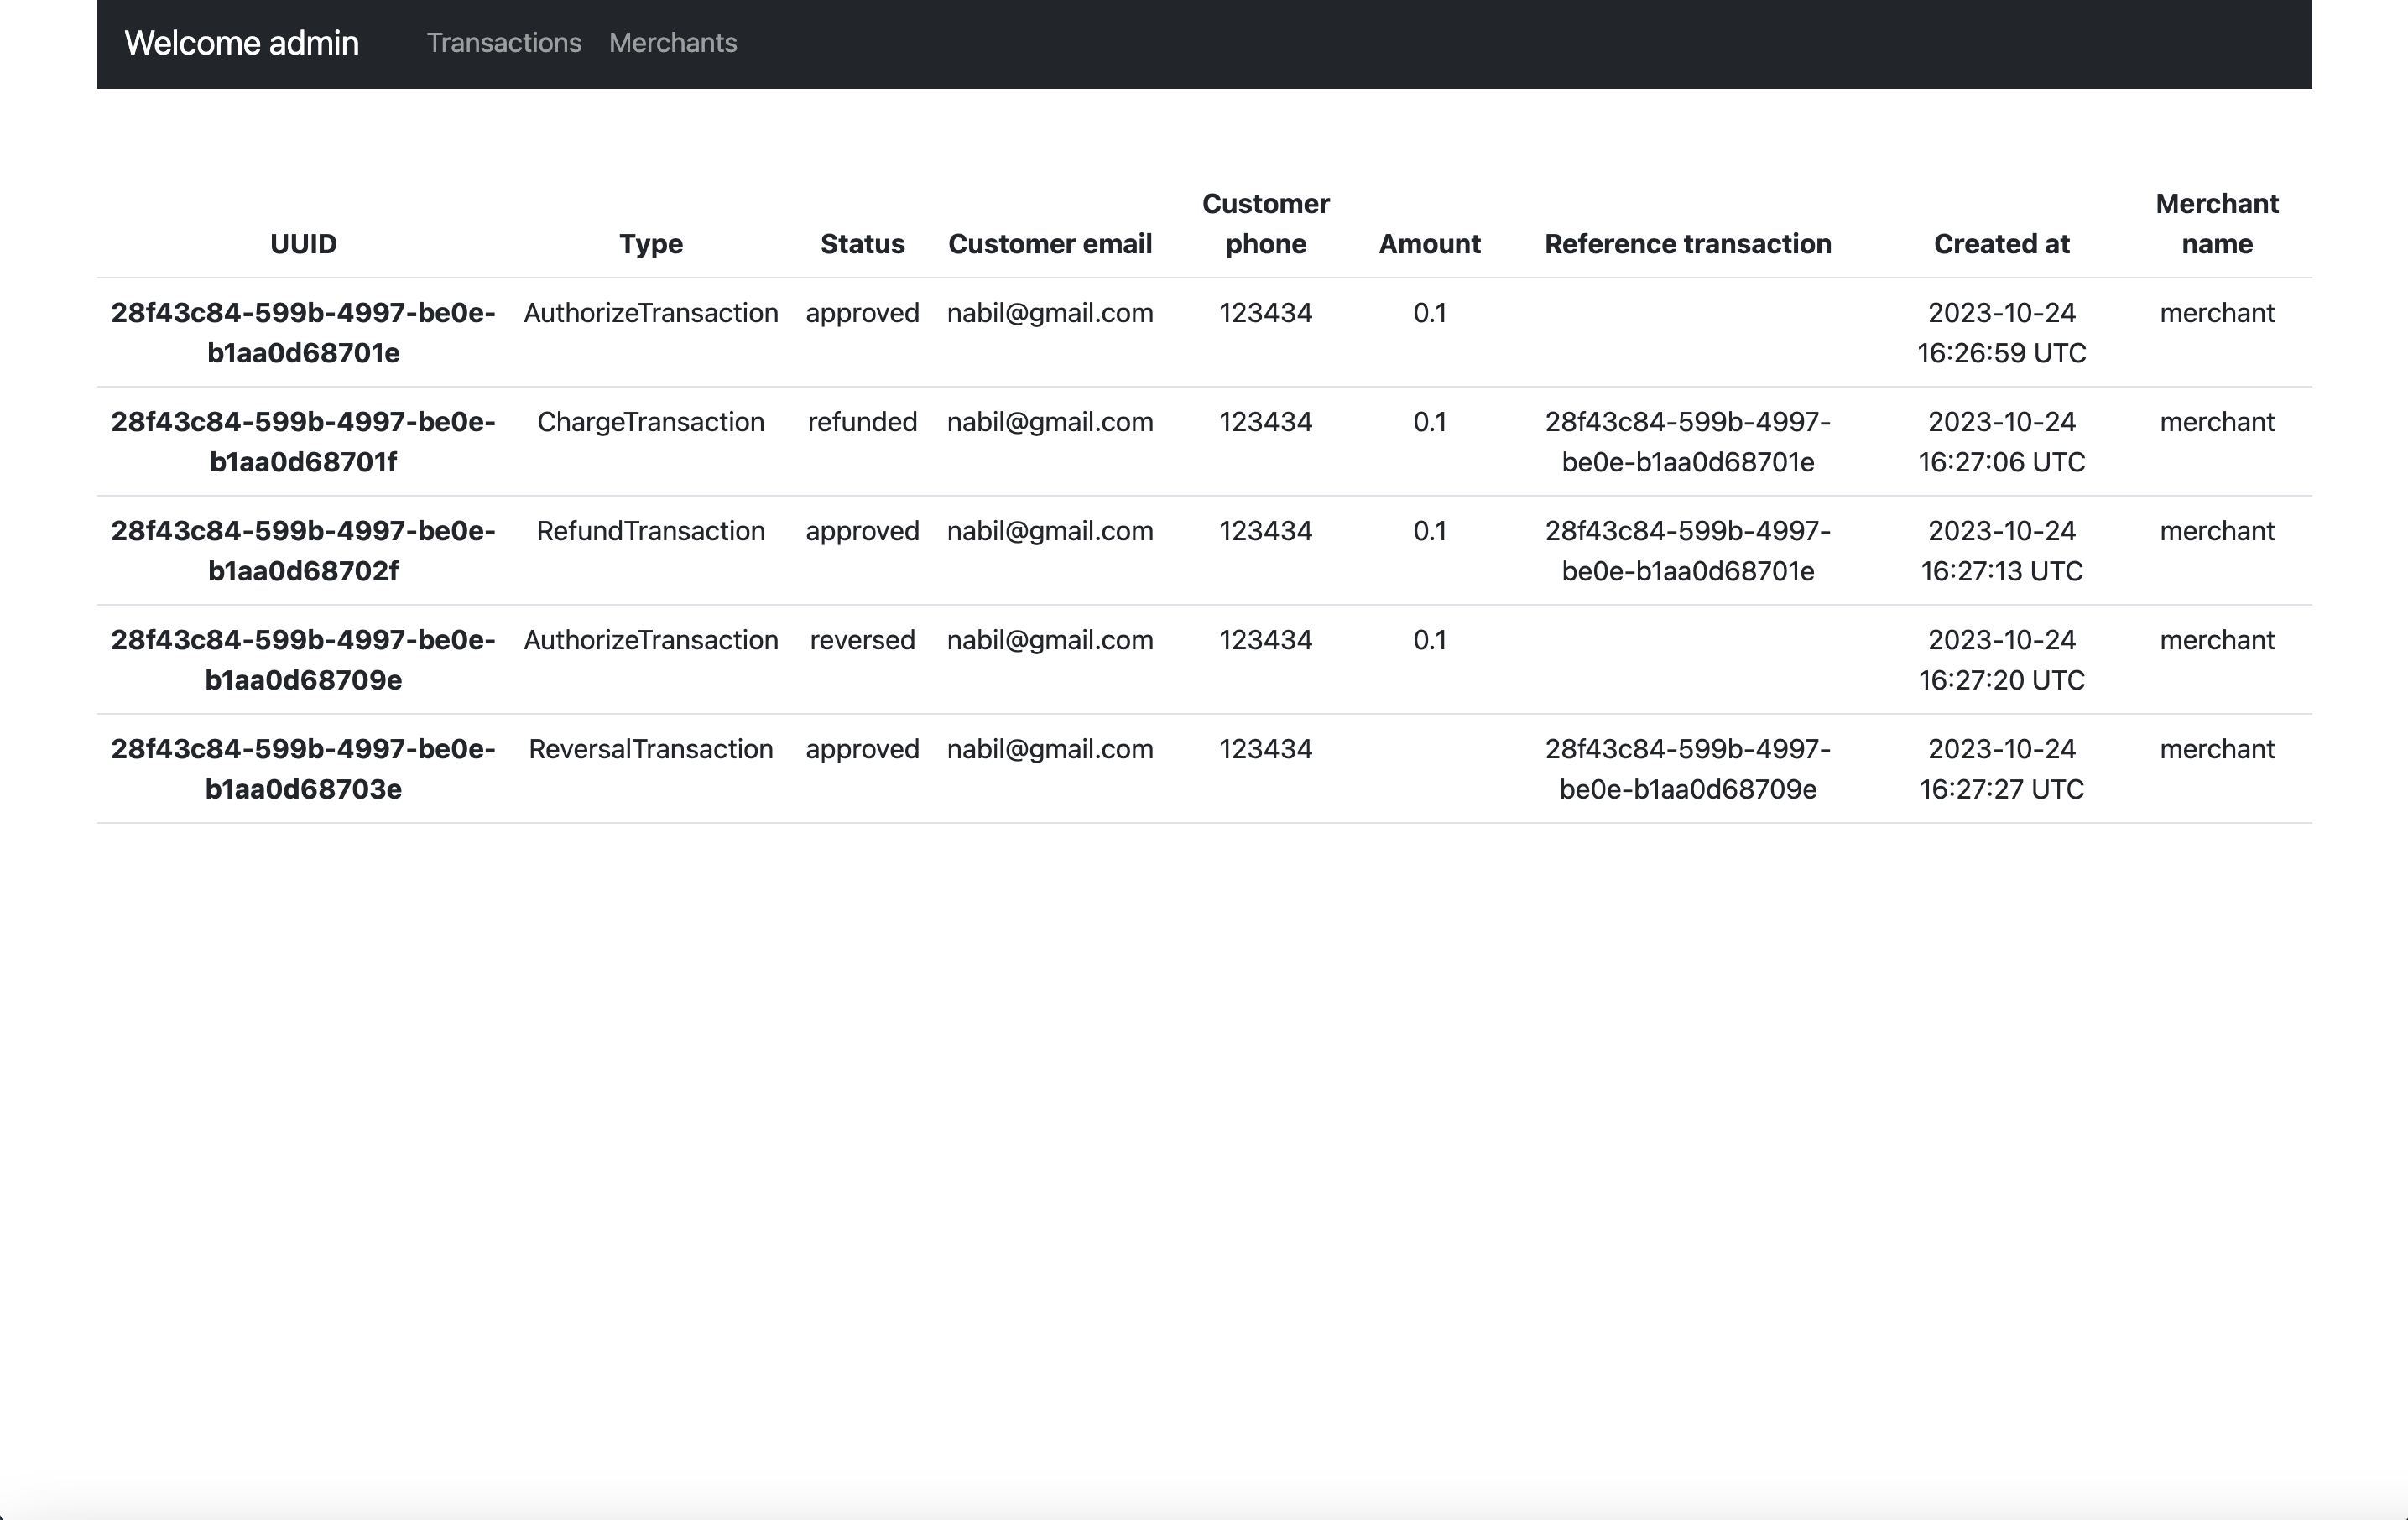 Welcome admin Transactions Merchants
UUID Type Status Customer email Customer phone Amount Reference transaction Created at Merchant name
28f43c84-599b-4997-be0e- AuthorizeTransaction approved nabil@gmail.com 123434 0.1 2023-10-24 merchant
b1aa0d68701e 16:26:59 UTC
28f43c84-599b-4997-be0e- ChargeTransaction refunded nabil@gmail.com 123434 0.1 28f43c84-599b-4997- 2023-10-24 merchant
b1aa0d68701f be0e-b1aa0d68701e 16:27:06 UTC
28f43c84-599b-4997-be0e- RefundTransaction approved nabil@gmail.com 123434 0.1 28f43c84-599b-4997- 2023-10-24 merchant
b1aa0d68702f be0e-b1aa0d68701e 16:27:13 UTC
28f43c84-599b-4997-be0e- AuthorizeTransaction reversed nabil@gmail.com 123434 0.1 2023-10-24 merchant
b1aa0d68709e 16:27:20 UTC
28f43c84-599b-4997-be0e- ReversalTransaction approved nabil@gmail.com 123434 28f43c84-599b-4997- 2023-10-24 merchant
b1aa0d68703e be0e-b1aa0d68709e 16:27:27 UTC